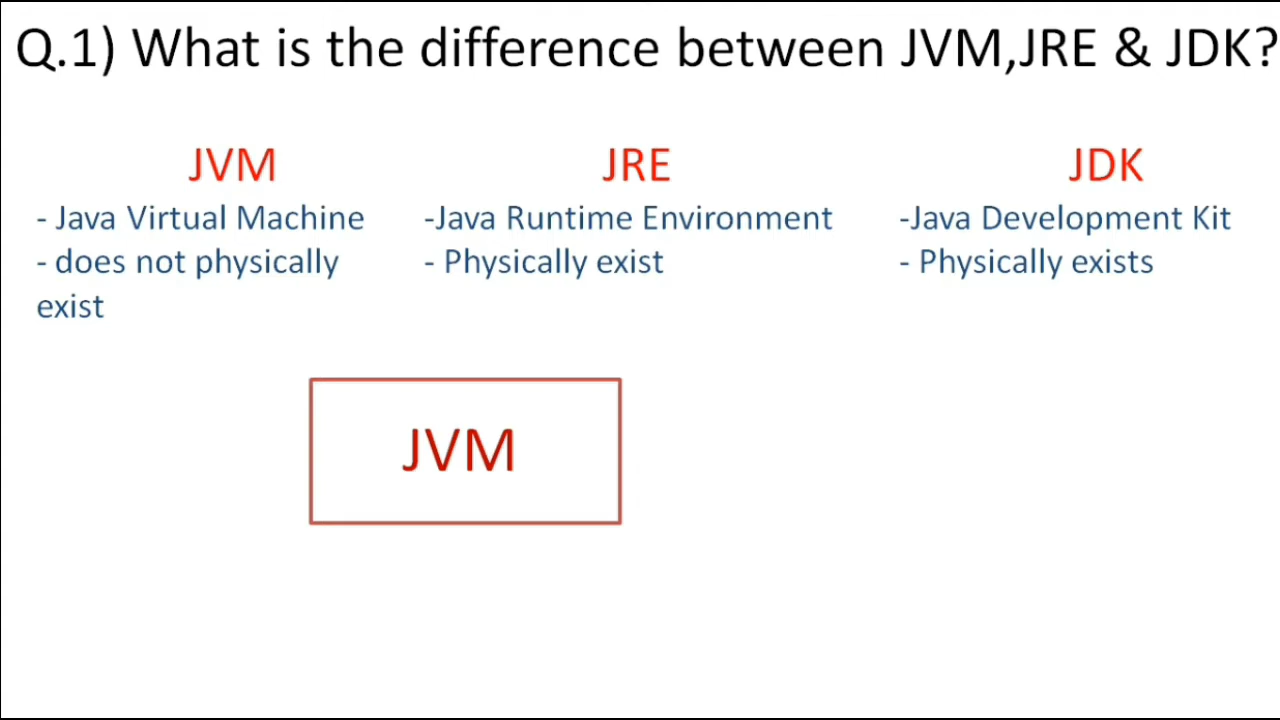 Q.1) What is the difference between JVM,JRE & JDK?
JVM
- Java Virtual Machine
- does not physically
exist
JRE
-Java Runtime Environment
- Physically exist
JDK
-Java Development Kit
- Physically exists
JVM